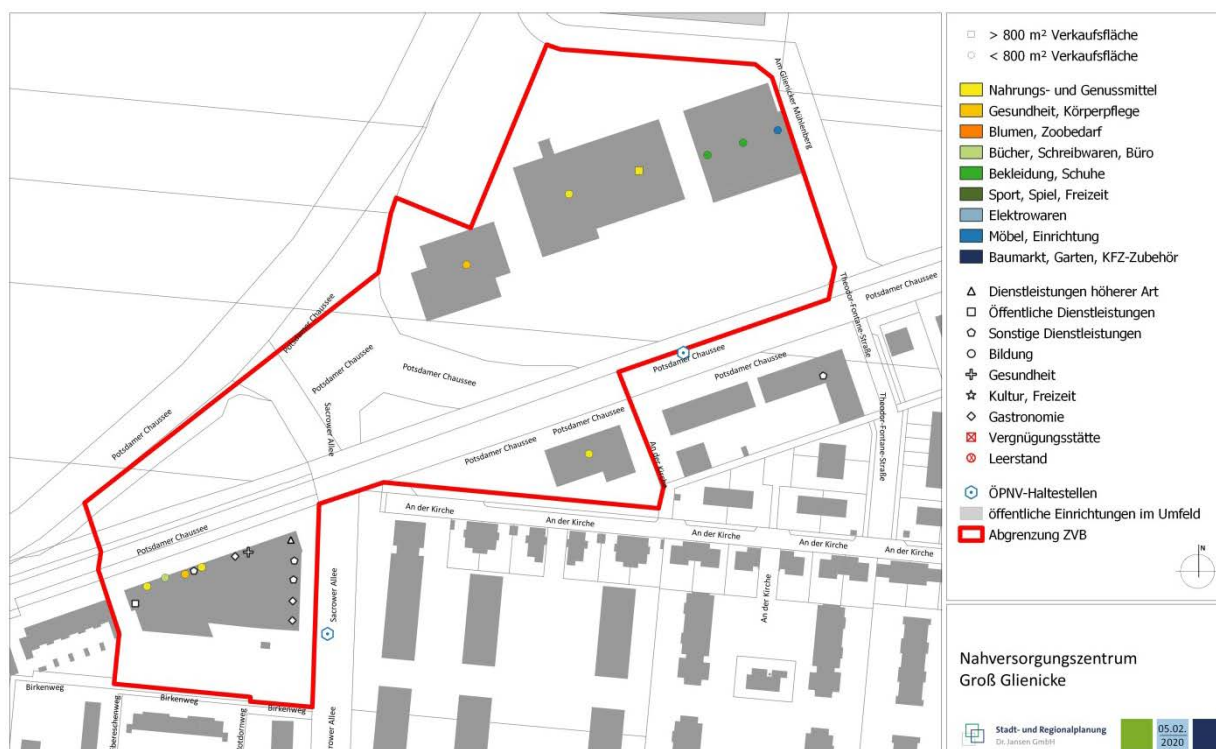 Am Glienicker Mühlenberg
Potsdamer Chaussee
Potsdamer Chaussee
Theodor-Fontane-Straße
Potsdamer Chaussee
Potsdamer Chaussee
Potsdamer Chaussee
Potsdamer Chaussee
Sacrower Allee
Potsdamer Chaussee
Potsdamer Chaussee
Potsdamer Chaussee
An der Kirche
Theodor-Fontane-Straße
An der Kirche
An der Kirche
An der Kirche
An der Kirche
An der Kirche
Potsdamer Chaussee
Sacrower Allee
An der Kirche
Birkenweg
Birkenweg
Birkenweg
Sacrower Allee
> 800 m² Verkaufsfläche
< 800 m² Verkaufsfläche
Nahrungs- und Genussmittel
Gesundheit, Körperpflege
Blumen, Zoobedarf
Bücher, Schreibwaren, Büro
Bekleidung, Schuhe
Sport, Spiel, Freizeit
Elektrowaren
Möbel, Einrichtung
Baumarkt, Garten, KFZ-Zubehör
Dienstleistungen höherer Art
Öffentliche Dienstleistungen
Sonstige Dienstleistungen
Bildung
Gesundheit
Kultur, Freizeit
Gastronomie
Vergnügungsstätte
Leerstand
ÖPNV-Haltestellen
öffentliche Einrichtungen im Umfeld
Abgrenzung ZVB
N
Nahversorgungszentrum
Groß Glienicke
Stadt- und Regionalplanung
Dr. Jansen GmbH
05.02.
2020